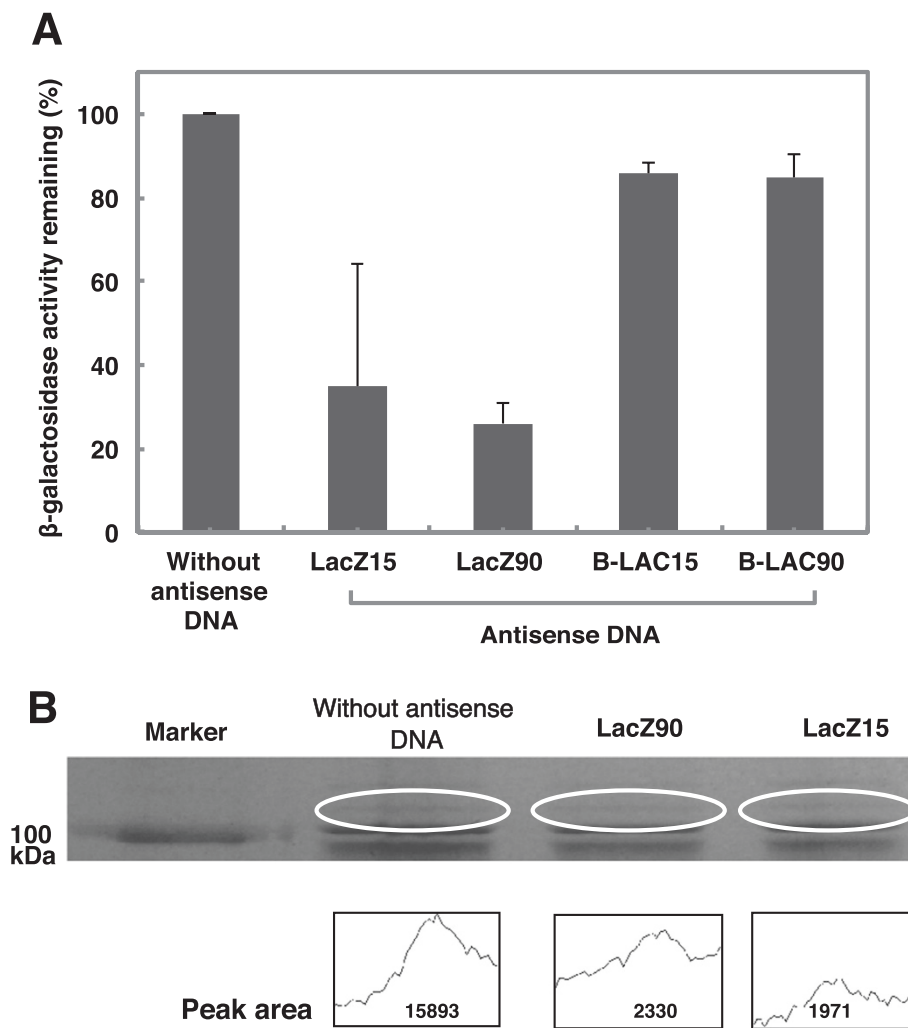 A
β-galactosidase activity remaining (%)
100
80
60
40
20
0
Without antisense DNA
LacZ15
LacZ90
B-LAC15
B-LAC90
Antisense DNA
B
Marker
Without antisense DNA
LacZ90
LacZ15
100 kDa
Peak area
15893
2330
1971